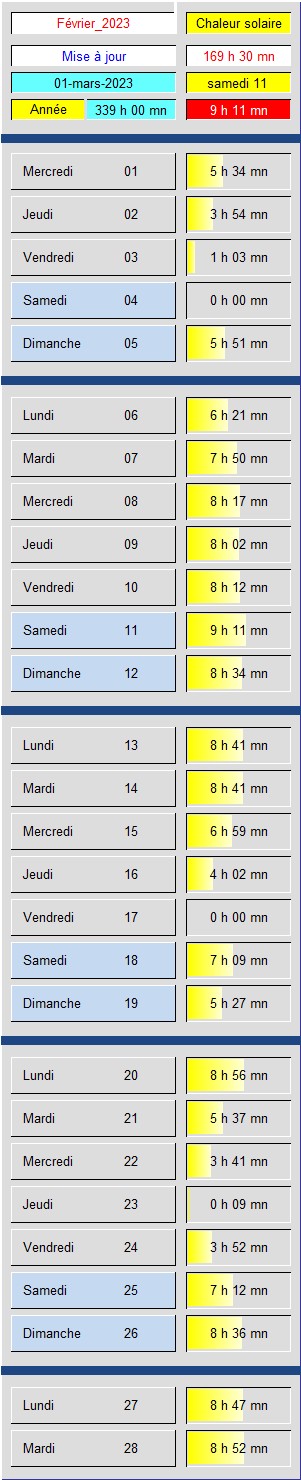 Février_2023 Chaleur solaire
Mise à jour 169 h 30 mn
01-mars-2023 samedi 11
Année 339 h 00 mn 9 h 11 mn
Mercredi 01 5 h 34 mn
Jeudi 02 3 h 54 mn
Vendredi 03 1 h 03 mn
Samedi 04 0 h 00 mn
Dimanche 05 5 h 51 mn
Lundi 06 6 h 21 mn
Mardi 07 7 h 50 mn
Mercredi 08 8 h 17 mn
Jeudi 09 8 h 02 mn
Vendredi 10 8 h 12 mn
Samedi 11 9 h 11 mn
Dimanche 12 8 h 34 mn
Lundi 13 8 h 41 mn
Mardi 14 8 h 41 mn
Mercredi 15 6 h 59 mn
Jeudi 16 4 h 02 mn
Vendredi 17 0 h 00 mn
Samedi 18 7 h 09 mn
Dimanche 19 5 h 27 mn
Lundi 20 8 h 56 mn
Mardi 21 5 h 37 mn
Mercredi 22 3 h 41 mn
Jeudi 23 0 h 09 mn
Vendredi 24 3 h 52 mn
Samedi 25 7 h 12 mn
Dimanche 26 8 h 36 mn
Lundi 27 8 h 47 mn
Mardi 28 8 h 52 mn